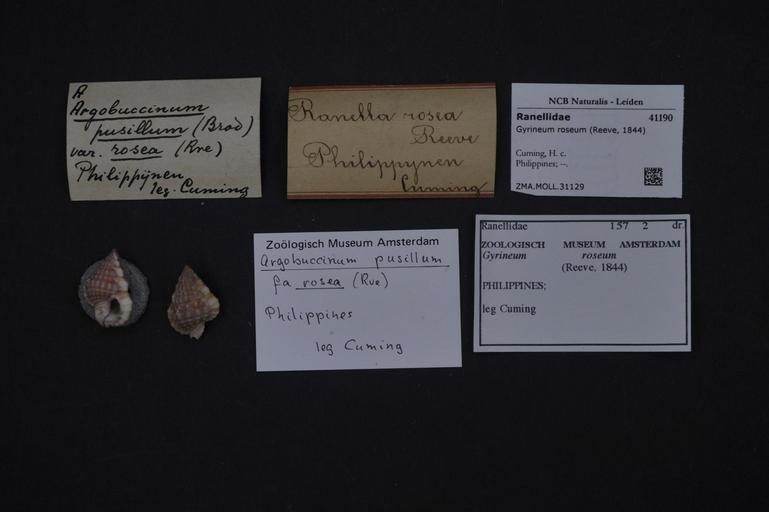 A
Argobuccinum
pusillum (Brod)
var. rosea (Rve)
Philippijnen
leg. Cuming
Ranella rosea
Reeve
Philippynen
Cuming
NCB Naturalis - Leiden
Ranellidae 41190
Gyrineum roseum (Reeve, 1844)
Cuming, H. c.
Philippines; --.
ZMA.MOLL.31129
Zoölogisch Museum Amsterdam
Argobuccinum pusillum
fa rosea (Rve)
Philippines
leg Cuming
Ranellidae 157 2 dr.
ZOOLOGISCH MUSEUM AMSTERDAM
Gyrineum roseum
(Reeve, 1844)
PHILIPPINES;
leg Cuming